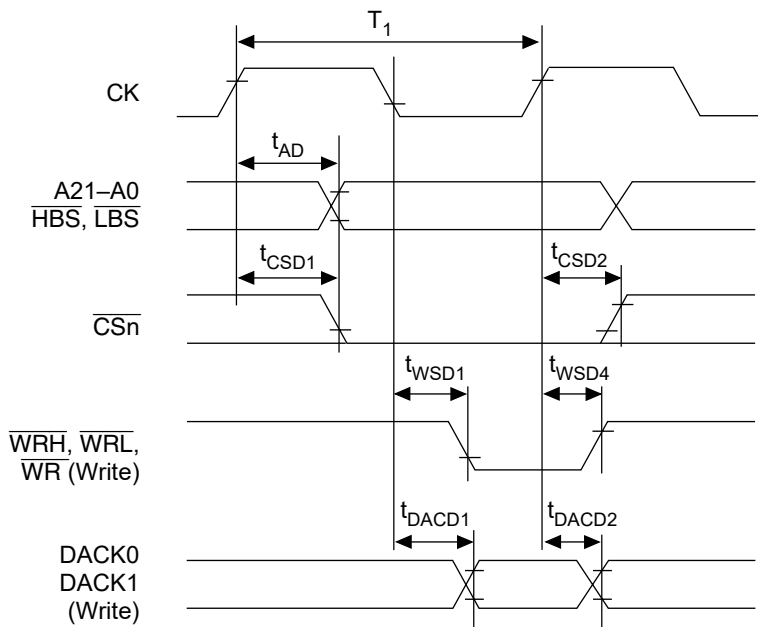 T1
CK
tAD
A21–A0
HBS, LBS
tCSD1
tCSD2
CSn
tWSD1
tWSD4
WRH, WRL,
WR (Write)
tDACD1
tDACD2
DACK0
DACK1
(Write)